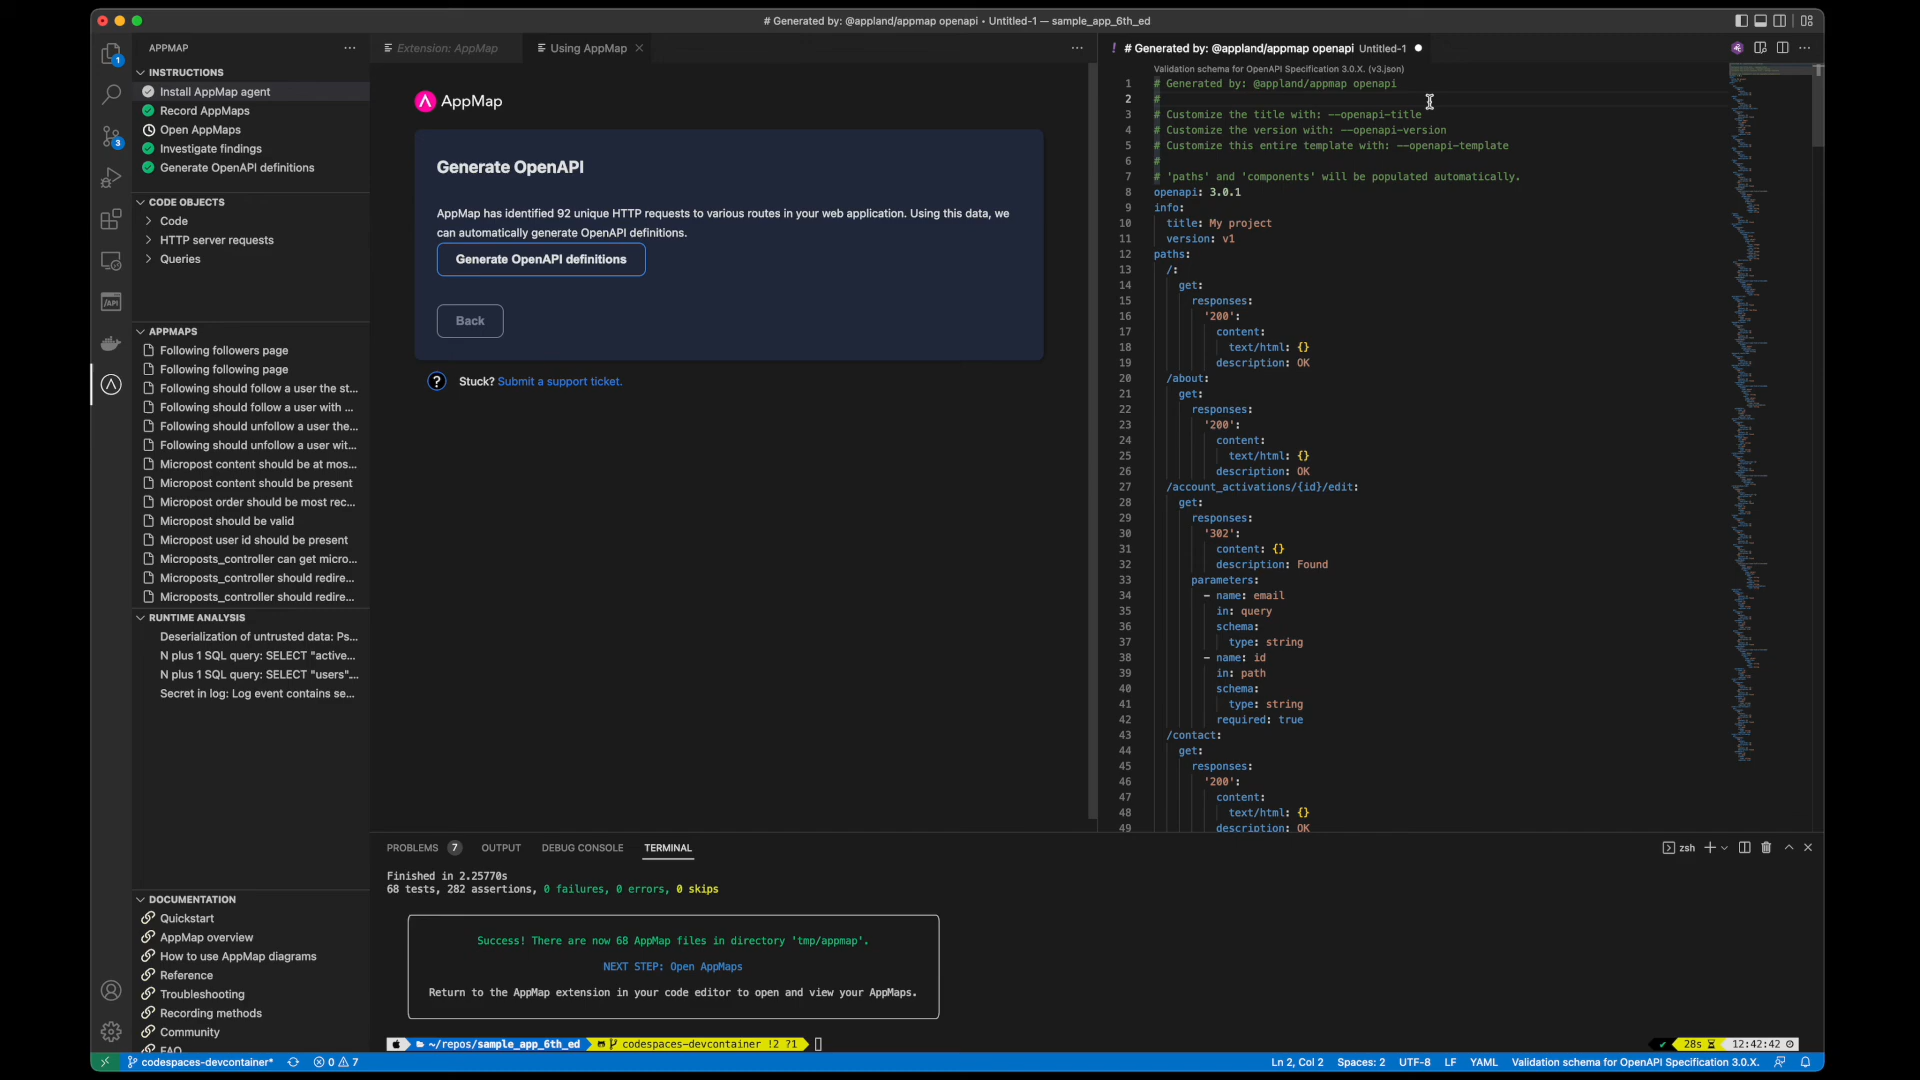 # Generated by: @appland/appmap openapi • Untitled-1 — sample_app_6th_ed
APPMAP
INSTRUCTIONS
Install AppMap agent
Record AppMaps
Open AppMaps
Investigate findings
Generate OpenAPI definitions
CODE OBJECTS
Code
HTTP server requests
Queries
APPMAPS
Following followers page
Following following page
Following should follow a user the st...
Following should follow a user with ...
Following should unfollow a user the...
Following should unfollow a user wit...
Micropost content should be at mos...
Micropost content should be present
Micropost order should be most rec...
Micropost should be valid
Micropost user id should be present
Microposts_controller can get micro...
Microposts_controller should redire...
Microposts_controller should redire...
RUNTIME ANALYSIS
Deserialization of untrusted data: Ps...
N plus 1 SQL query: SELECT "active...
N plus 1 SQL query: SELECT "users"....
Secret in log: Log event contains se...
DOCUMENTATION
Quickstart
AppMap overview
How to use AppMap diagrams
Reference
Troubleshooting
Recording methods
Community
FAQ
1
3
/API
Extension: AppMap
Using AppMap
AppMap
Generate OpenAPI
AppMap has identified 92 unique HTTP requests to various routes in your web application. Using this data, we
can automatically generate OpenAPI definitions.
Generate OpenAPI definitions
Back
? Stuck? Submit a support ticket.
! # Generated by: @appland/appmap openapi Untitled-1
Validation schema for OpenAPI Specification 3.0.X. (v3.json)
1 # Generated by: @appland/appmap openapi
2 #
3 # Customize the title with: --openapi-title
4 # Customize the version with: --openapi-version
5 # Customize this entire template with: --openapi-template
6 #
7 # 'paths' and 'components' will be populated automatically.
8 openapi: 3.0.1
9 info:
10 title: My project
11 version: v1
12 paths:
13 /:
14 get:
15 responses:
16 '200':
17 content:
18 text/html: {}
19 description: OK
20 /about:
21 get:
22 responses:
23 '200':
24 content:
25 text/html: {}
26 description: OK
27 /account_activations/{id}/edit:
28 get:
29 responses:
30 '302':
31 content: {}
32 description: Found
33 parameters:
34 - name: email
35 in: query
36 schema:
37 type: string
38 - name: id
39 in: path
40 schema:
41 type: string
42 required: true
43 /contact:
44 get:
45 responses:
46 '200':
47 content:
48 text/html: {}
49 description: OK
PROBLEMS 7 OUTPUT DEBUG CONSOLE TERMINAL
zsh
Finished in 2.25770s
68 tests, 282 assertions, 0 failures, 0 errors, 0 skips
Success! There are now 68 AppMap files in directory 'tmp/appmap'.
NEXT STEP: Open AppMaps
Return to the AppMap extension in your code editor to open and view your AppMaps.
~/repos/sample_app_6th_ed codespaces-devcontainer !2 ?1
28s 12:42:42
codespaces-devcontainer* 0 7
Ln 2, Col 2 Spaces: 2 UTF-8 LF YAML Validation schema for OpenAPI Specification 3.0.X.